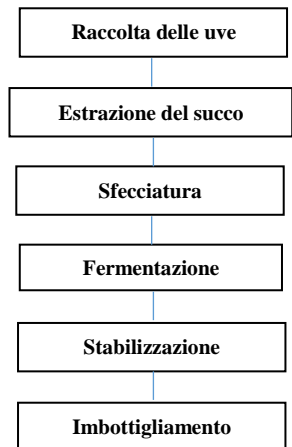 Raccolta delle uve
Estrazione del succo
Sfecciatura
Fermentazione
Stabilizzazione
Imbottigliamento